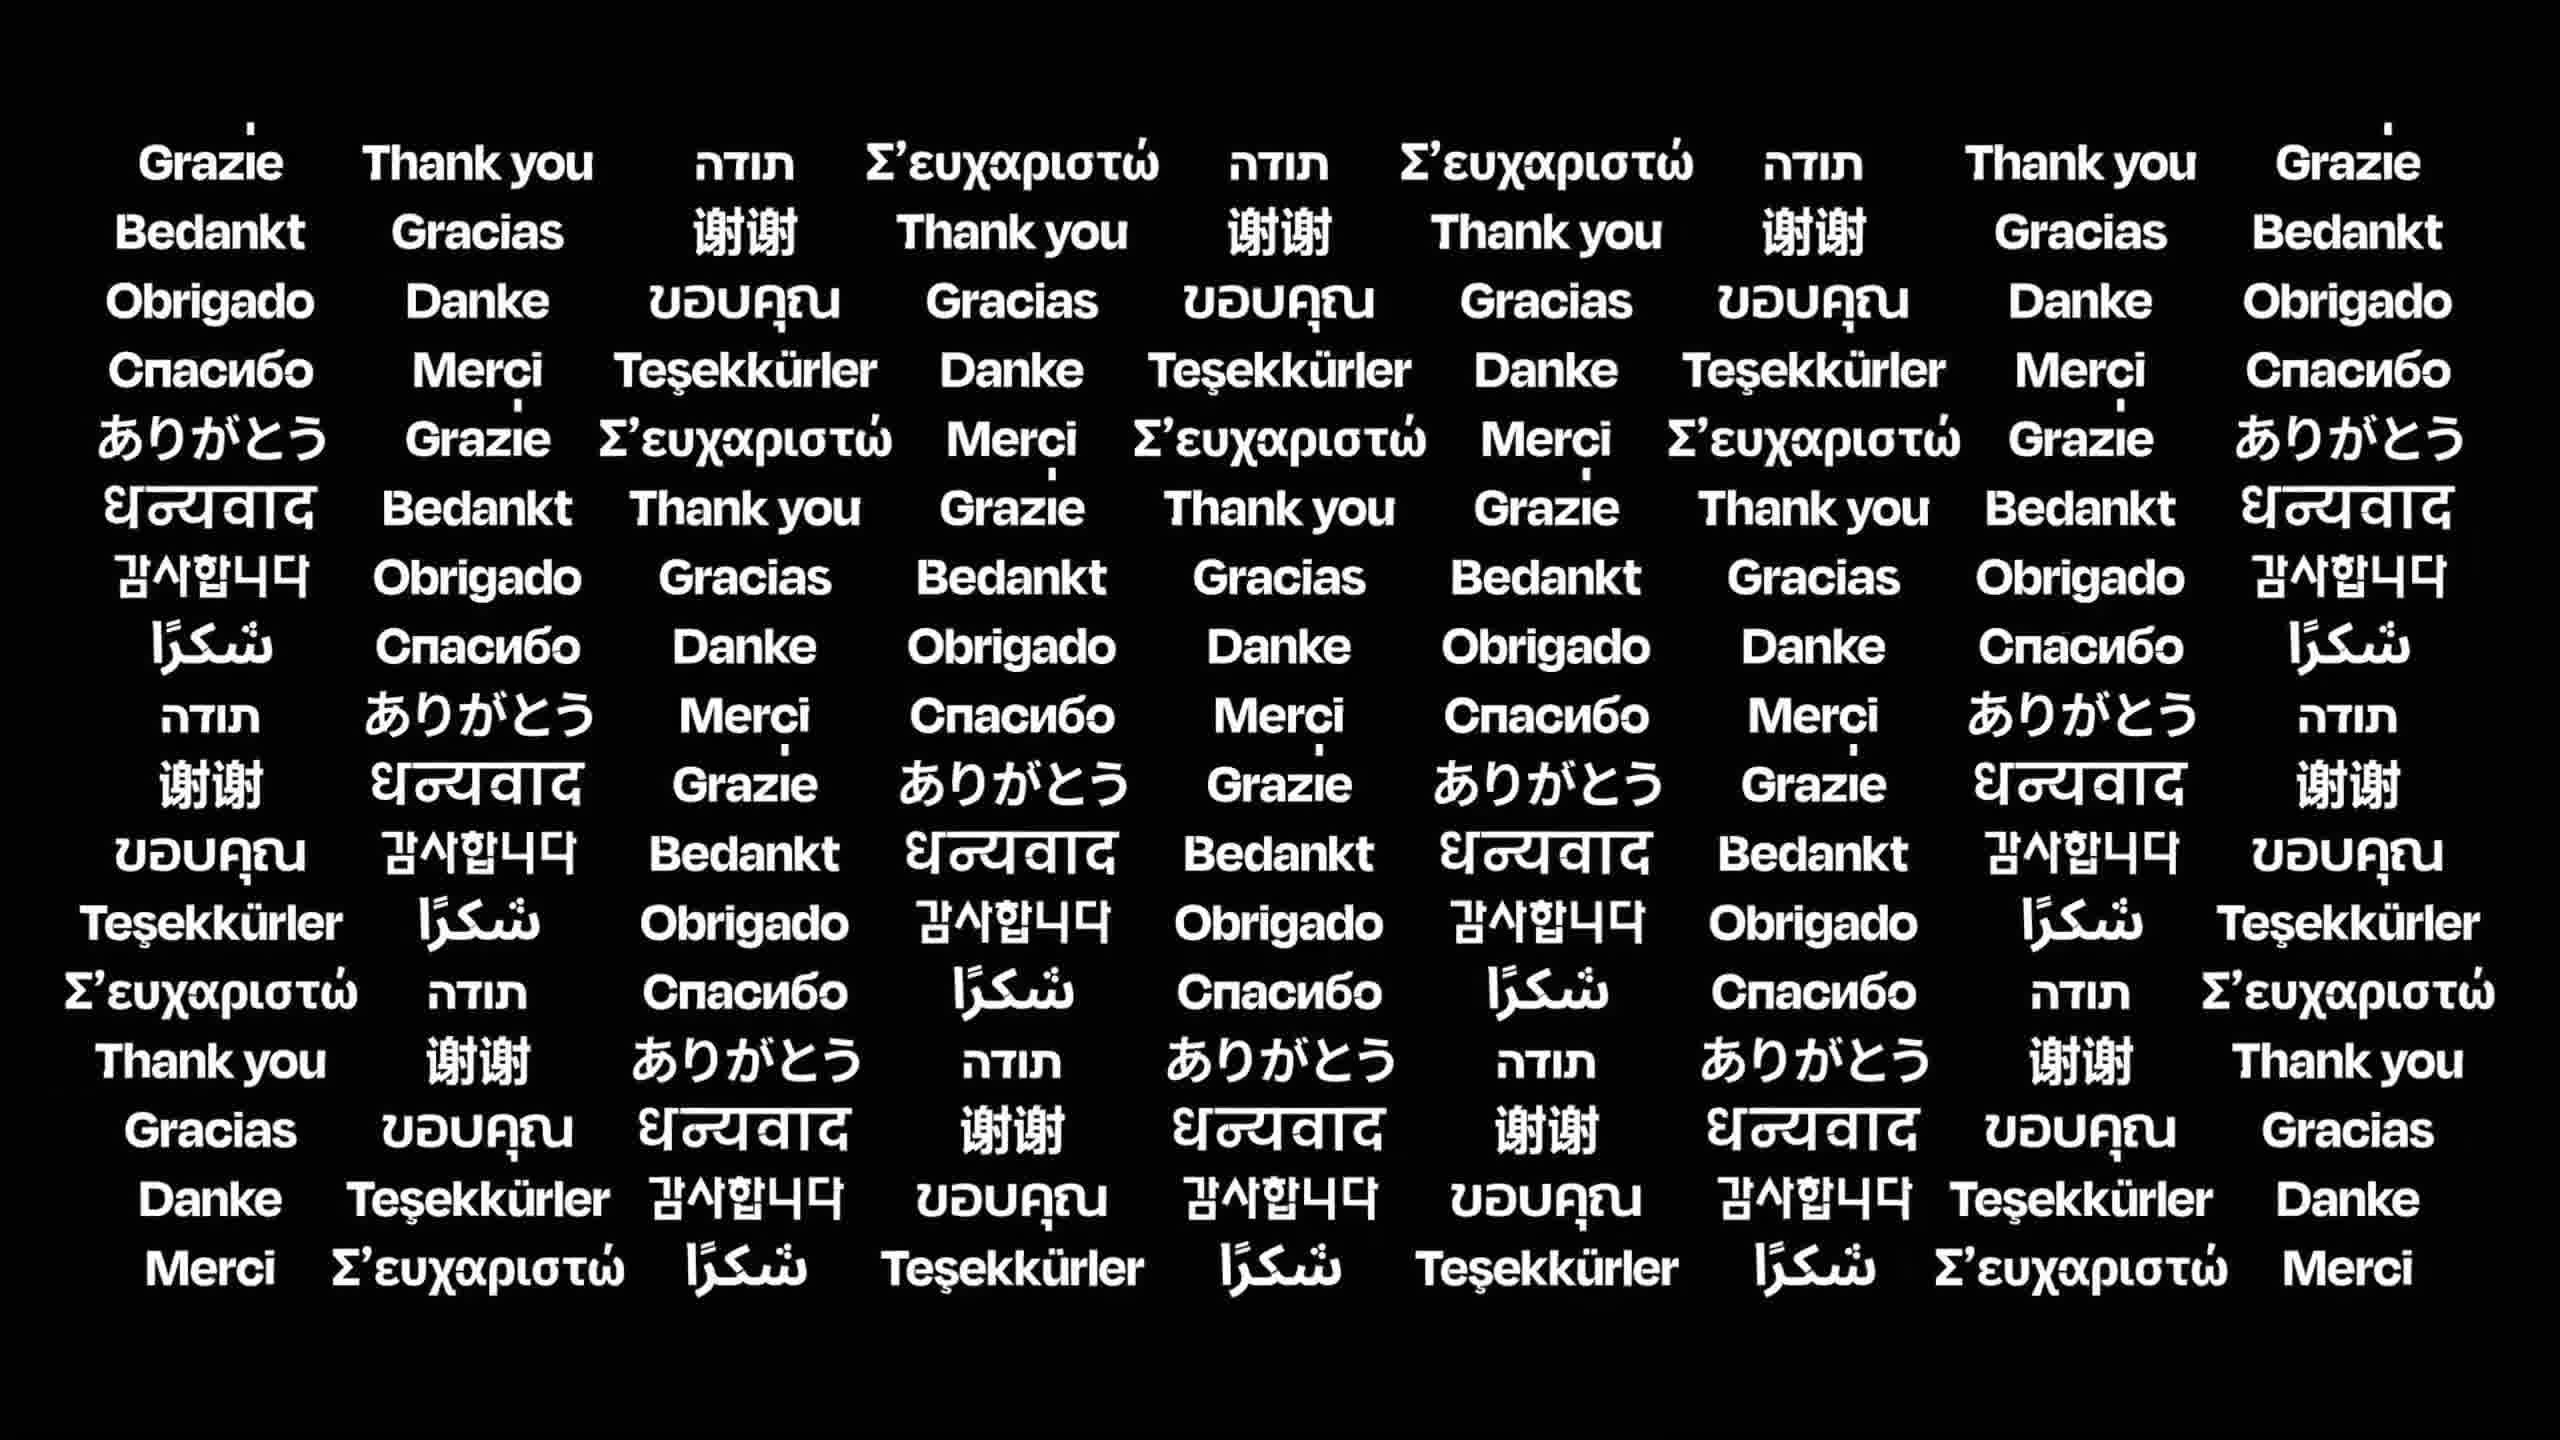 Grazie Thank you תודה Σ’ευχαριστώ תודה Σ’ευχαριστώ תודה Thank you Grazie
Bedankt Gracias 谢谢 Thank you 谢谢 Thank you 谢谢 Gracias Bedankt
Obrigado Danke ขอบคุณ Gracias ขอบคุณ Gracias ขอบคุณ Danke Obrigado
Спасибо Merci Teşekkürler Danke Teşekkürler Danke Teşekkürler Merci Спасибо
ありがとう Grazie Σ’ευχαριστώ Merci Σ’ευχαριστώ Merci Σ’ευχαριστώ Grazie ありがとう
धन्यवाद Bedankt Thank you Grazie Thank you Grazie Thank you Bedankt धन्यवाद
감사합니다 Obrigado Gracias Bedankt Gracias Bedankt Gracias Obrigado 감사합니다
شكرًا Спасибо Danke Obrigado Danke Obrigado Danke Спасибо شكرًا
תודה ありがとう Merci Спасибо Merci Спасибо Merci ありがとう תודה
谢谢 धन्यवाद Grazie ありがとう Grazie ありがとう Grazie धन्यवाद 谢谢
ขอบคุณ 감사합니다 Bedankt धन्यवाद Bedankt धन्यवाद Bedankt 감사합니다 ขอบคุณ
Teşekkürler شكرًا Obrigado 감사합니다 Obrigado 감사합니다 Obrigado شكرًا Teşekkürler
Σ’ευχαριστώ תודה Спасибо شكرًا Спасибо شكرًا Спасибо תודה Σ’ευχαριστώ
Thank you 谢谢 ありがとう תודה ありがとう תודה ありがとう 谢谢 Thank you
Gracias ขอบคุณ धन्यवाद 谢谢 धन्यवाद 谢谢 धन्यवाद ขอบคุณ Gracias
Danke Teşekkürler 감사합니다 ขอบคุณ 감사합니다 ขอบคุณ 감사합니다 Teşekkürler Danke
Merci Σ’ευχαριστώ شكرًا Teşekkürler شكرًا Teşekkürler شكرًا Σ’ευχαριστώ Merci